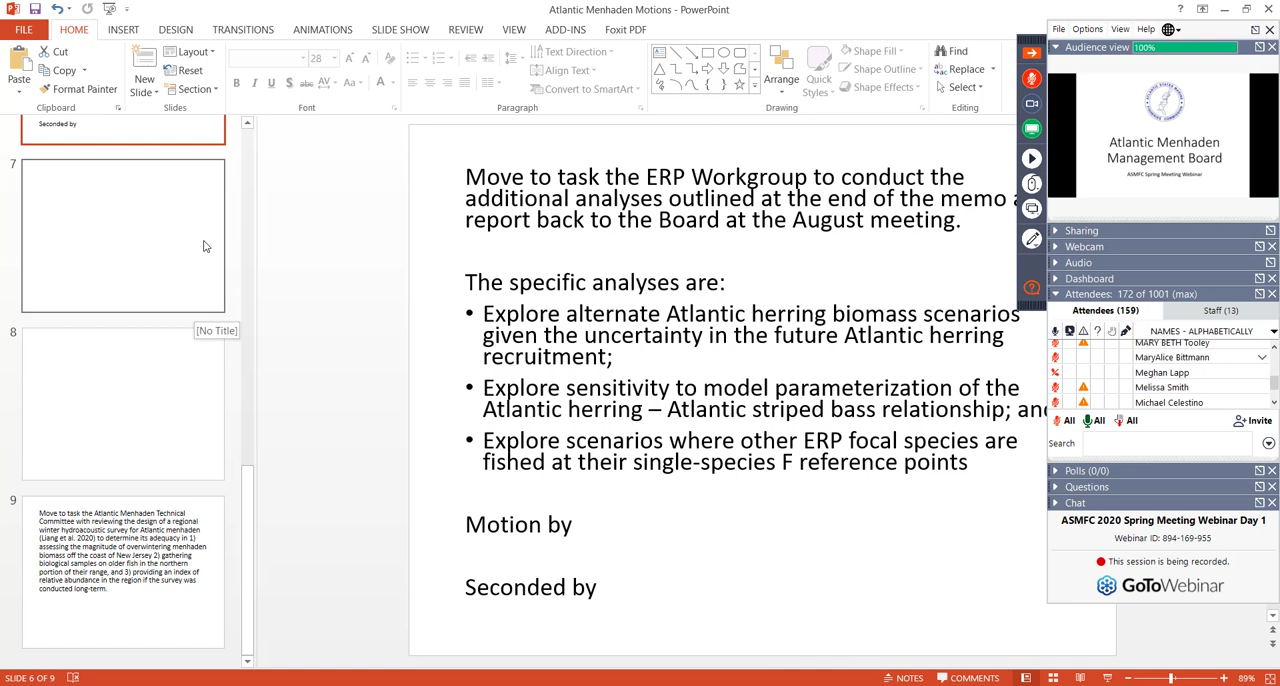 Atlantic Menhaden Motions - PowerPoint
FILE HOME INSERT DESIGN TRANSITIONS ANIMATIONS SLIDE SHOW REVIEW VIEW ADD-INS Foxit PDF
Paste
Cut
Copy
Format Painter
Clipboard
New Slide
Layout
Reset
Section
Slides
28
B I U S abc AV Aa A
Font
Text Direction
Align Text
Convert to SmartArt
Paragraph
Arrange
Quick Styles
Shape Fill
Shape Outline
Shape Effects
Drawing
Find
Replace
Select
Editing
Seconded by
7
[No Title]
8
9
Move to task the Atlantic Menhaden Technical
Committee with reviewing the design of a regional
winter hydroacoustic survey for Atlantic menhaden
(Liang et al. 2020) to determine its adequacy in 1)
assessing the magnitude of overwintering menhaden
biomass off the coast of New Jersey 2) gathering
biological samples on older fish in the northern
portion of their range, and 3) providing an index of
relative abundance in the region if the survey was
conducted long-term.
Move to task the ERP Workgroup to conduct the
additional analyses outlined at the end of the memo a
report back to the Board at the August meeting.
The specific analyses are:
• Explore alternate Atlantic herring biomass scenarios
given the uncertainty in the future Atlantic herring
recruitment;
• Explore sensitivity to model parameterization of the
Atlantic herring – Atlantic striped bass relationship; and
• Explore scenarios where other ERP focal species are
fished at their single-species F reference points
Motion by
Seconded by
File Options View Help
Audience view 100%
Atlantic Menhaden
Management Board
ASMFC Spring Meeting Webinar
Sharing
Webcam
Audio
Dashboard
Attendees: 172 of 1001 (max)
Attendees (159) Staff (13)
NAMES - ALPHABETICALLY
MARY BETH Tooley
MaryAlice Bittmann
Meghan Lapp
Melissa Smith
Michael Celestino
All All All Invite
Search
Polls (0/0)
Questions
Chat
ASMFC 2020 Spring Meeting Webinar Day 1
Webinar ID: 894-169-955
This session is being recorded.
GoToWebinar
SLIDE 6 OF 9 NOTES COMMENTS 89%